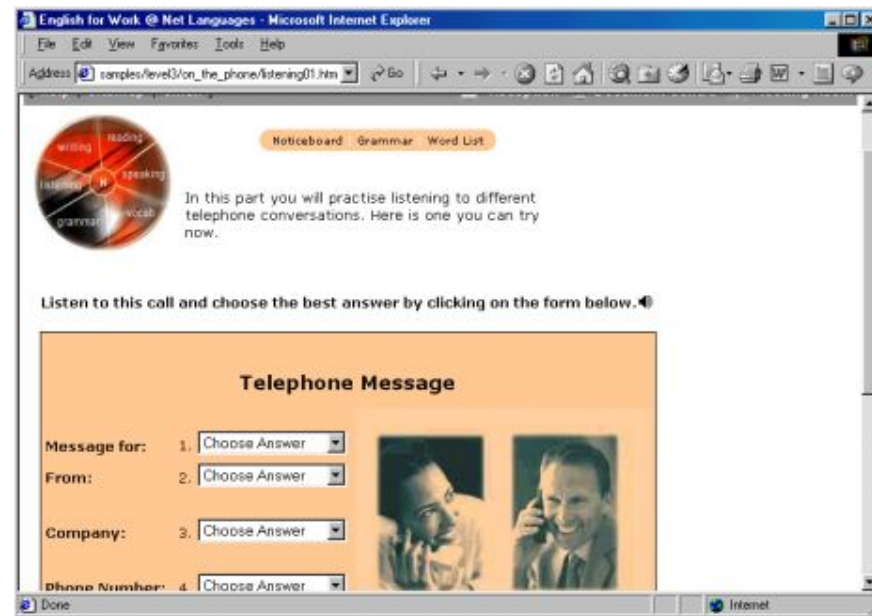 English for Work @ Net Languages - Microsoft Internet Explorer
File Edit View Favorites Tools Help
Address samples/level3/on_the_phone/listening01.htm Go
Noticeboard Grammar Word List
writing reading
listening H speaking
grammar vocab
In this part you will practise listening to different
telephone conversations. Here is one you can try
now.
Listen to this call and choose the best answer by clicking on the form below.
Telephone Message
Message for: 1. Choose Answer
From: 2. Choose Answer
Company: 3. Choose Answer
Phone Number: 4. Choose Answer
Done Internet